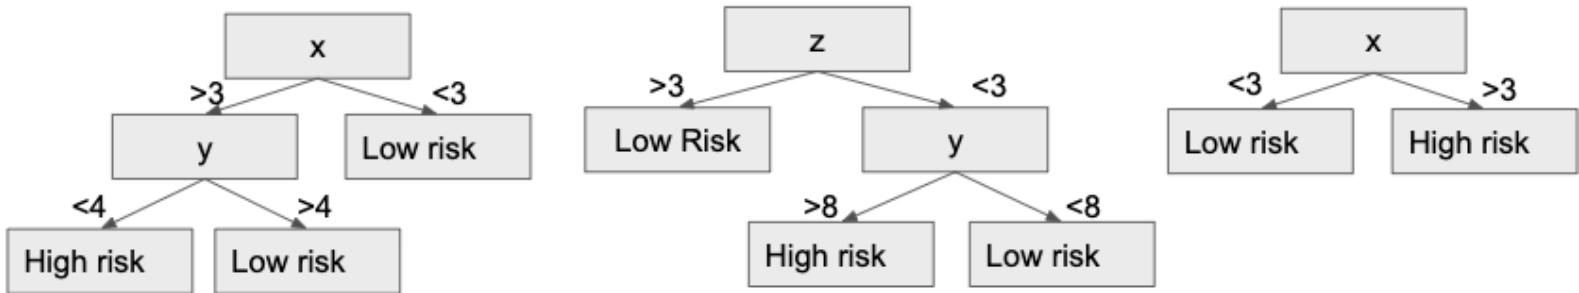 x
>3
<3
y
Low risk
<4
>4
High risk
Low risk
z
>3
<3
Low Risk
y
>8
<8
High risk
Low risk
x
<3
>3
Low risk
High risk